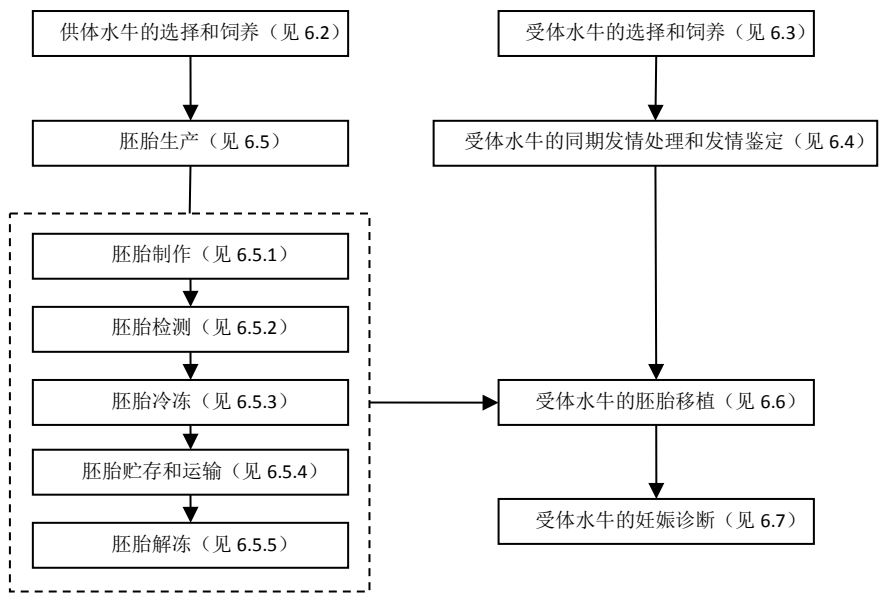 供体水牛的选择和饲养（见 6.2）
受体水牛的选择和饲养（见 6.3）
胚胎生产（见 6.5）
受体水牛的同期发情处理和发情鉴定（见 6.4）
胚胎制作（见 6.5.1）
胚胎检测（见 6.5.2）
胚胎冷冻（见 6.5.3）
受体水牛的胚胎移植（见 6.6）
胚胎贮存和运输（见 6.5.4）
受体水牛的妊娠诊断（见 6.7）
胚胎解冻（见 6.5.5）